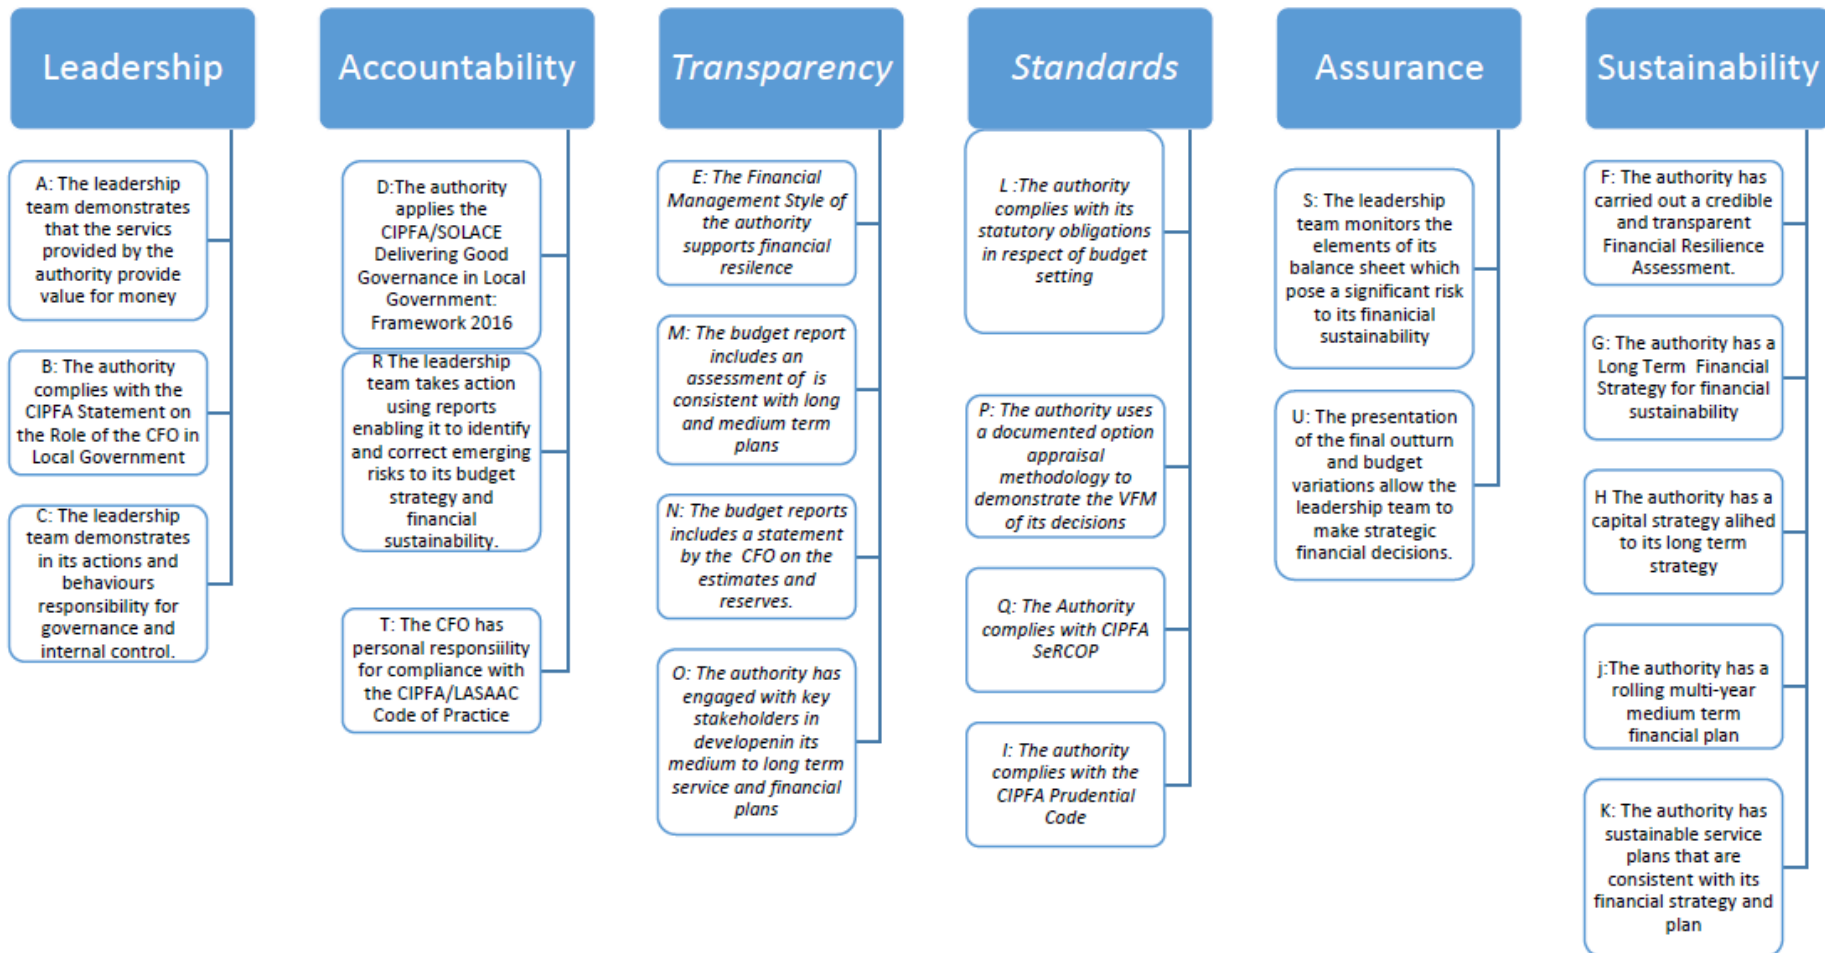 Leadership
A: The leadership
team demonstrates
that the servics
provided by the
authority provide
value for money
B: The authority
complies with the
CIPFA Statement on
the Role of the CFO in
Local Government
C: The leadership
team demonstrates
in its actions and
behaviours
responsibility for
governance and
internal control.
Accountability
D:The authority
applies the
CIPFA/SOLACE
Delivering Good
Governance in Local
Government:
Framework 2016
R The leadership
team takes action
using reports
enabling it to identify
and correct emerging
risks to its budget
strategy and
financial
sustainability.
T: The CFO has
personal responsiility
for compliance with
the CIPFA/LASAAC
Code of Practice
Transparency
E: The Financial
Management Style of
the authority
supports financial
resilence
M: The budget report
includes an
assessment of is
consistent with long
and medium term
plans
N: The budget reports
includes a statement
by the CFO on the
estimates and
reserves.
O: The authority has
engaged with key
stakeholders in
developenin its
medium to long term
service and financial
plans
Standards
L :The authority
complies with its
statutory obligations
in respect of budget
setting
P: The authority uses
a documented option
appraisal
methodology to
demonstrate the VFM
of its decisions
Q: The Authority
complies with CIPFA
SeRCOP
I: The authority
complies with the
CIPFA Prudential
Code
Assurance
S: The leadership
team monitors the
elements of its
balance sheet which
pose a significant risk
to its finanicial
sustainability
U: The presentation
of the final outturn
and budget
variations allow the
leadership team to
make strategic
financial decisions.
Sustainability
F: The authority has
carried out a credible
and transparent
Financial Resilience
Assessment.
G: The authority has a
Long Term Financial
Strategy for financial
sustainability
H The authority has a
capital strategy alihed
to its long term
strategy
j:The authority has a
rolling multi-year
medium term
financial plan
K: The authority has
sustainable service
plans that are
consistent with its
financial strategy and
plan